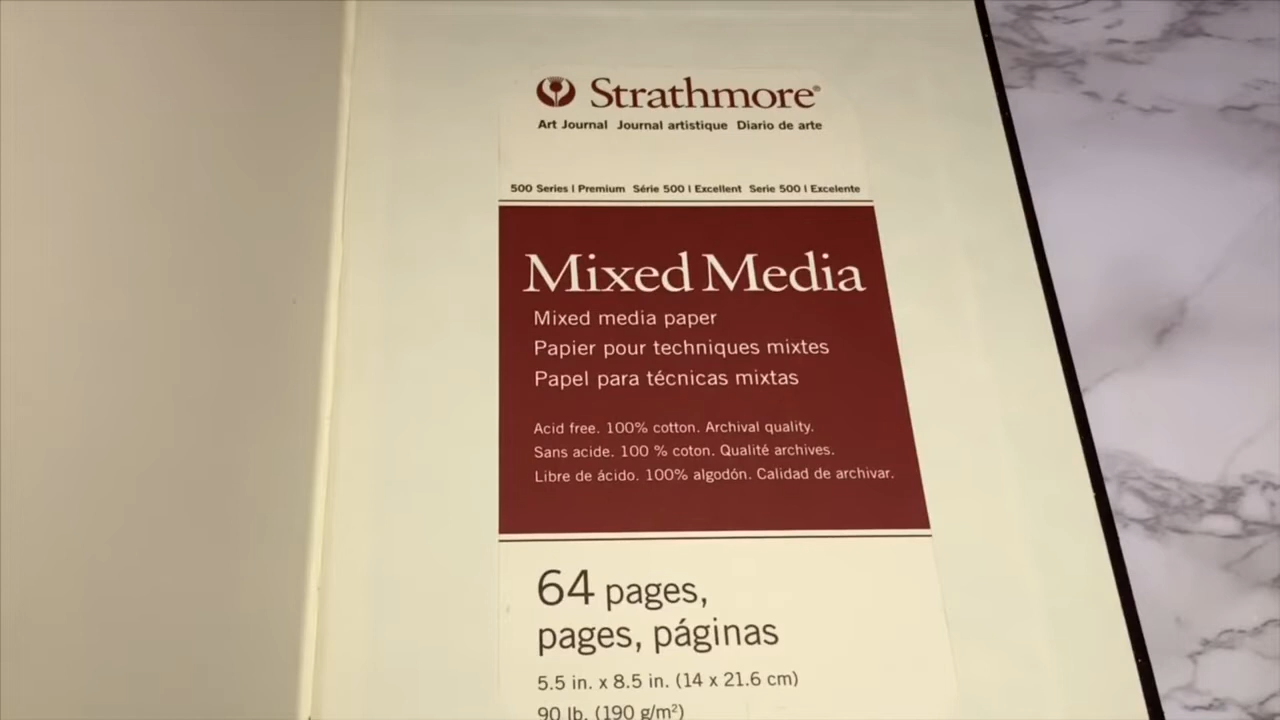 Strathmore®
Art Journal Journal artistique Diario de arte
500 Series | Premium Série 500 | Excellent Serie 500 | Excelente
Mixed Media
Mixed media paper
Papier pour techniques mixtes
Papel para técnicas mixtas
Acid free. 100% cotton. Archival quality.
Sans acide. 100 % coton. Qualité archives.
Libre de ácido. 100% algodón. Calidad de archivar.
64 pages,
pages, páginas
5.5 in. x 8.5 in. (14 x 21.6 cm)
90 lb. (190 g/m²)